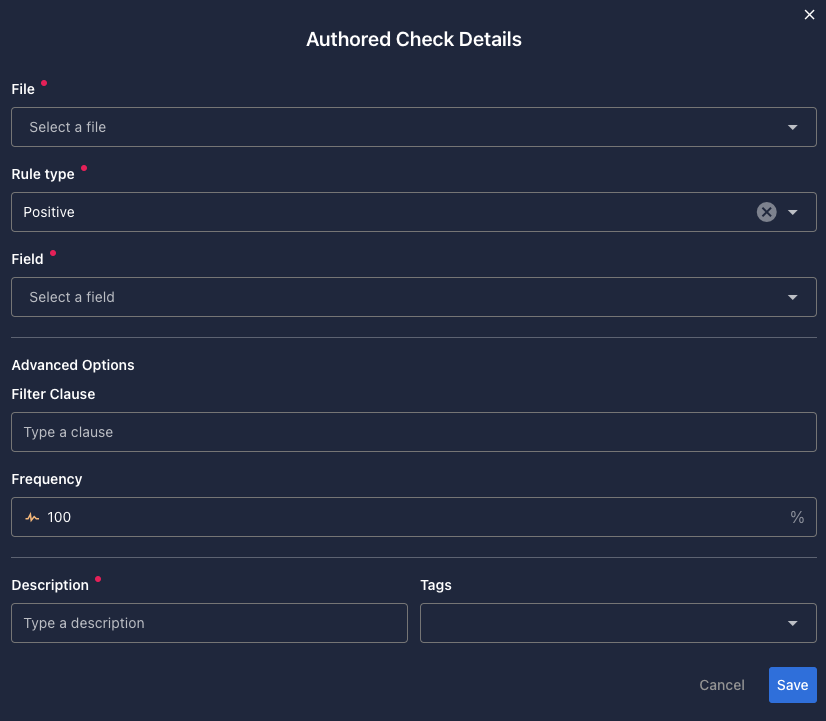 Authored Check Details
File
Select a file
Rule type
Positive
Field
Select a field
Advanced Options
Filter Clause
Type a clause
Frequency
100 %
Description
Type a description
Tags
Cancel Save